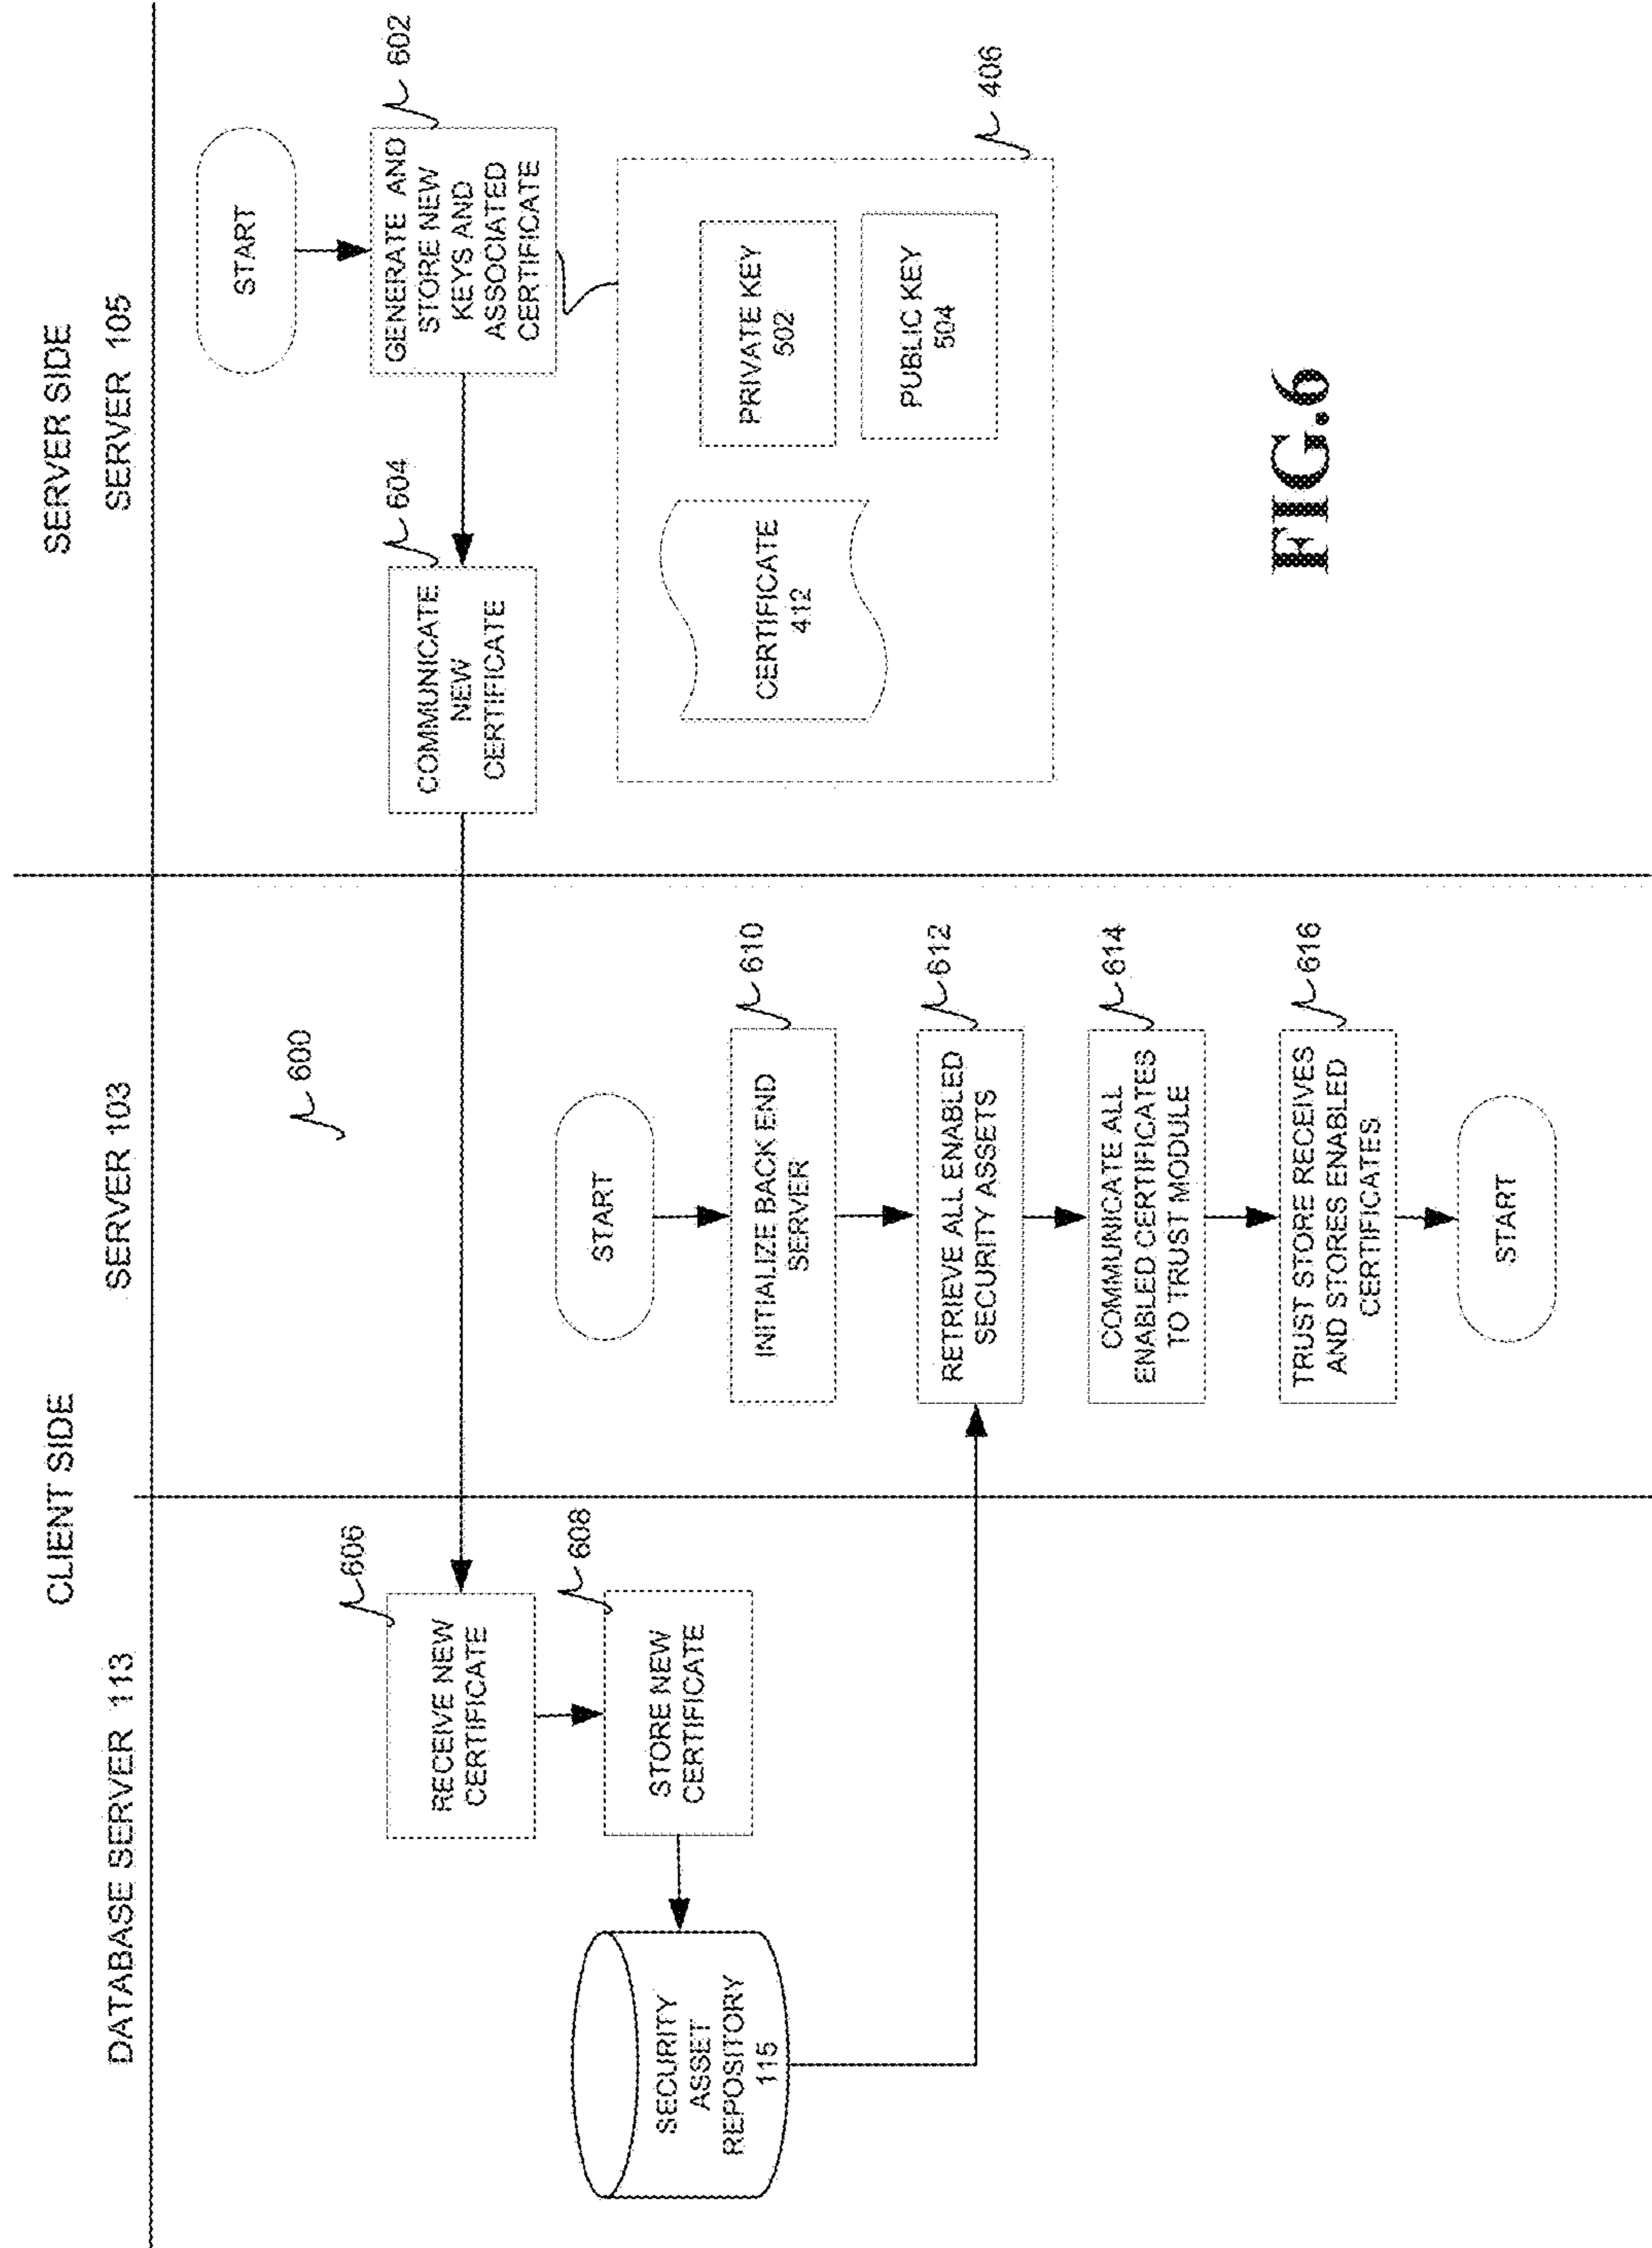 CLIENT SIDE
SERVER SIDE
DATABASE SERVER 113
SERVER 103
SERVER 105
600
START
602
GENERATE AND
STORE NEW
KEYS AND
ASSOCIATED
CERTIFICATE
604
COMMUNICATE
NEW
CERTIFICATE
406
CERTIFICATE
412
PRIVATE KEY
502
PUBLIC KEY
504
606
RECEIVE NEW
CERTIFICATE
608
STORE NEW
CERTIFICATE
SECURITY
ASSET
REPOSITORY
115
START
610
INITIALIZE BACK END
SERVER
612
RETRIEVE ALL ENABLED
SECURITY ASSETS
614
COMMUNICATE ALL
ENABLED CERTIFICATES
TO TRUST MODULE
616
TRUST STORE RECEIVES
AND STORES ENABLED
CERTIFICATES
START
FIG.6